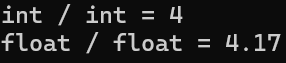 int / int = 4
float / float = 4.17